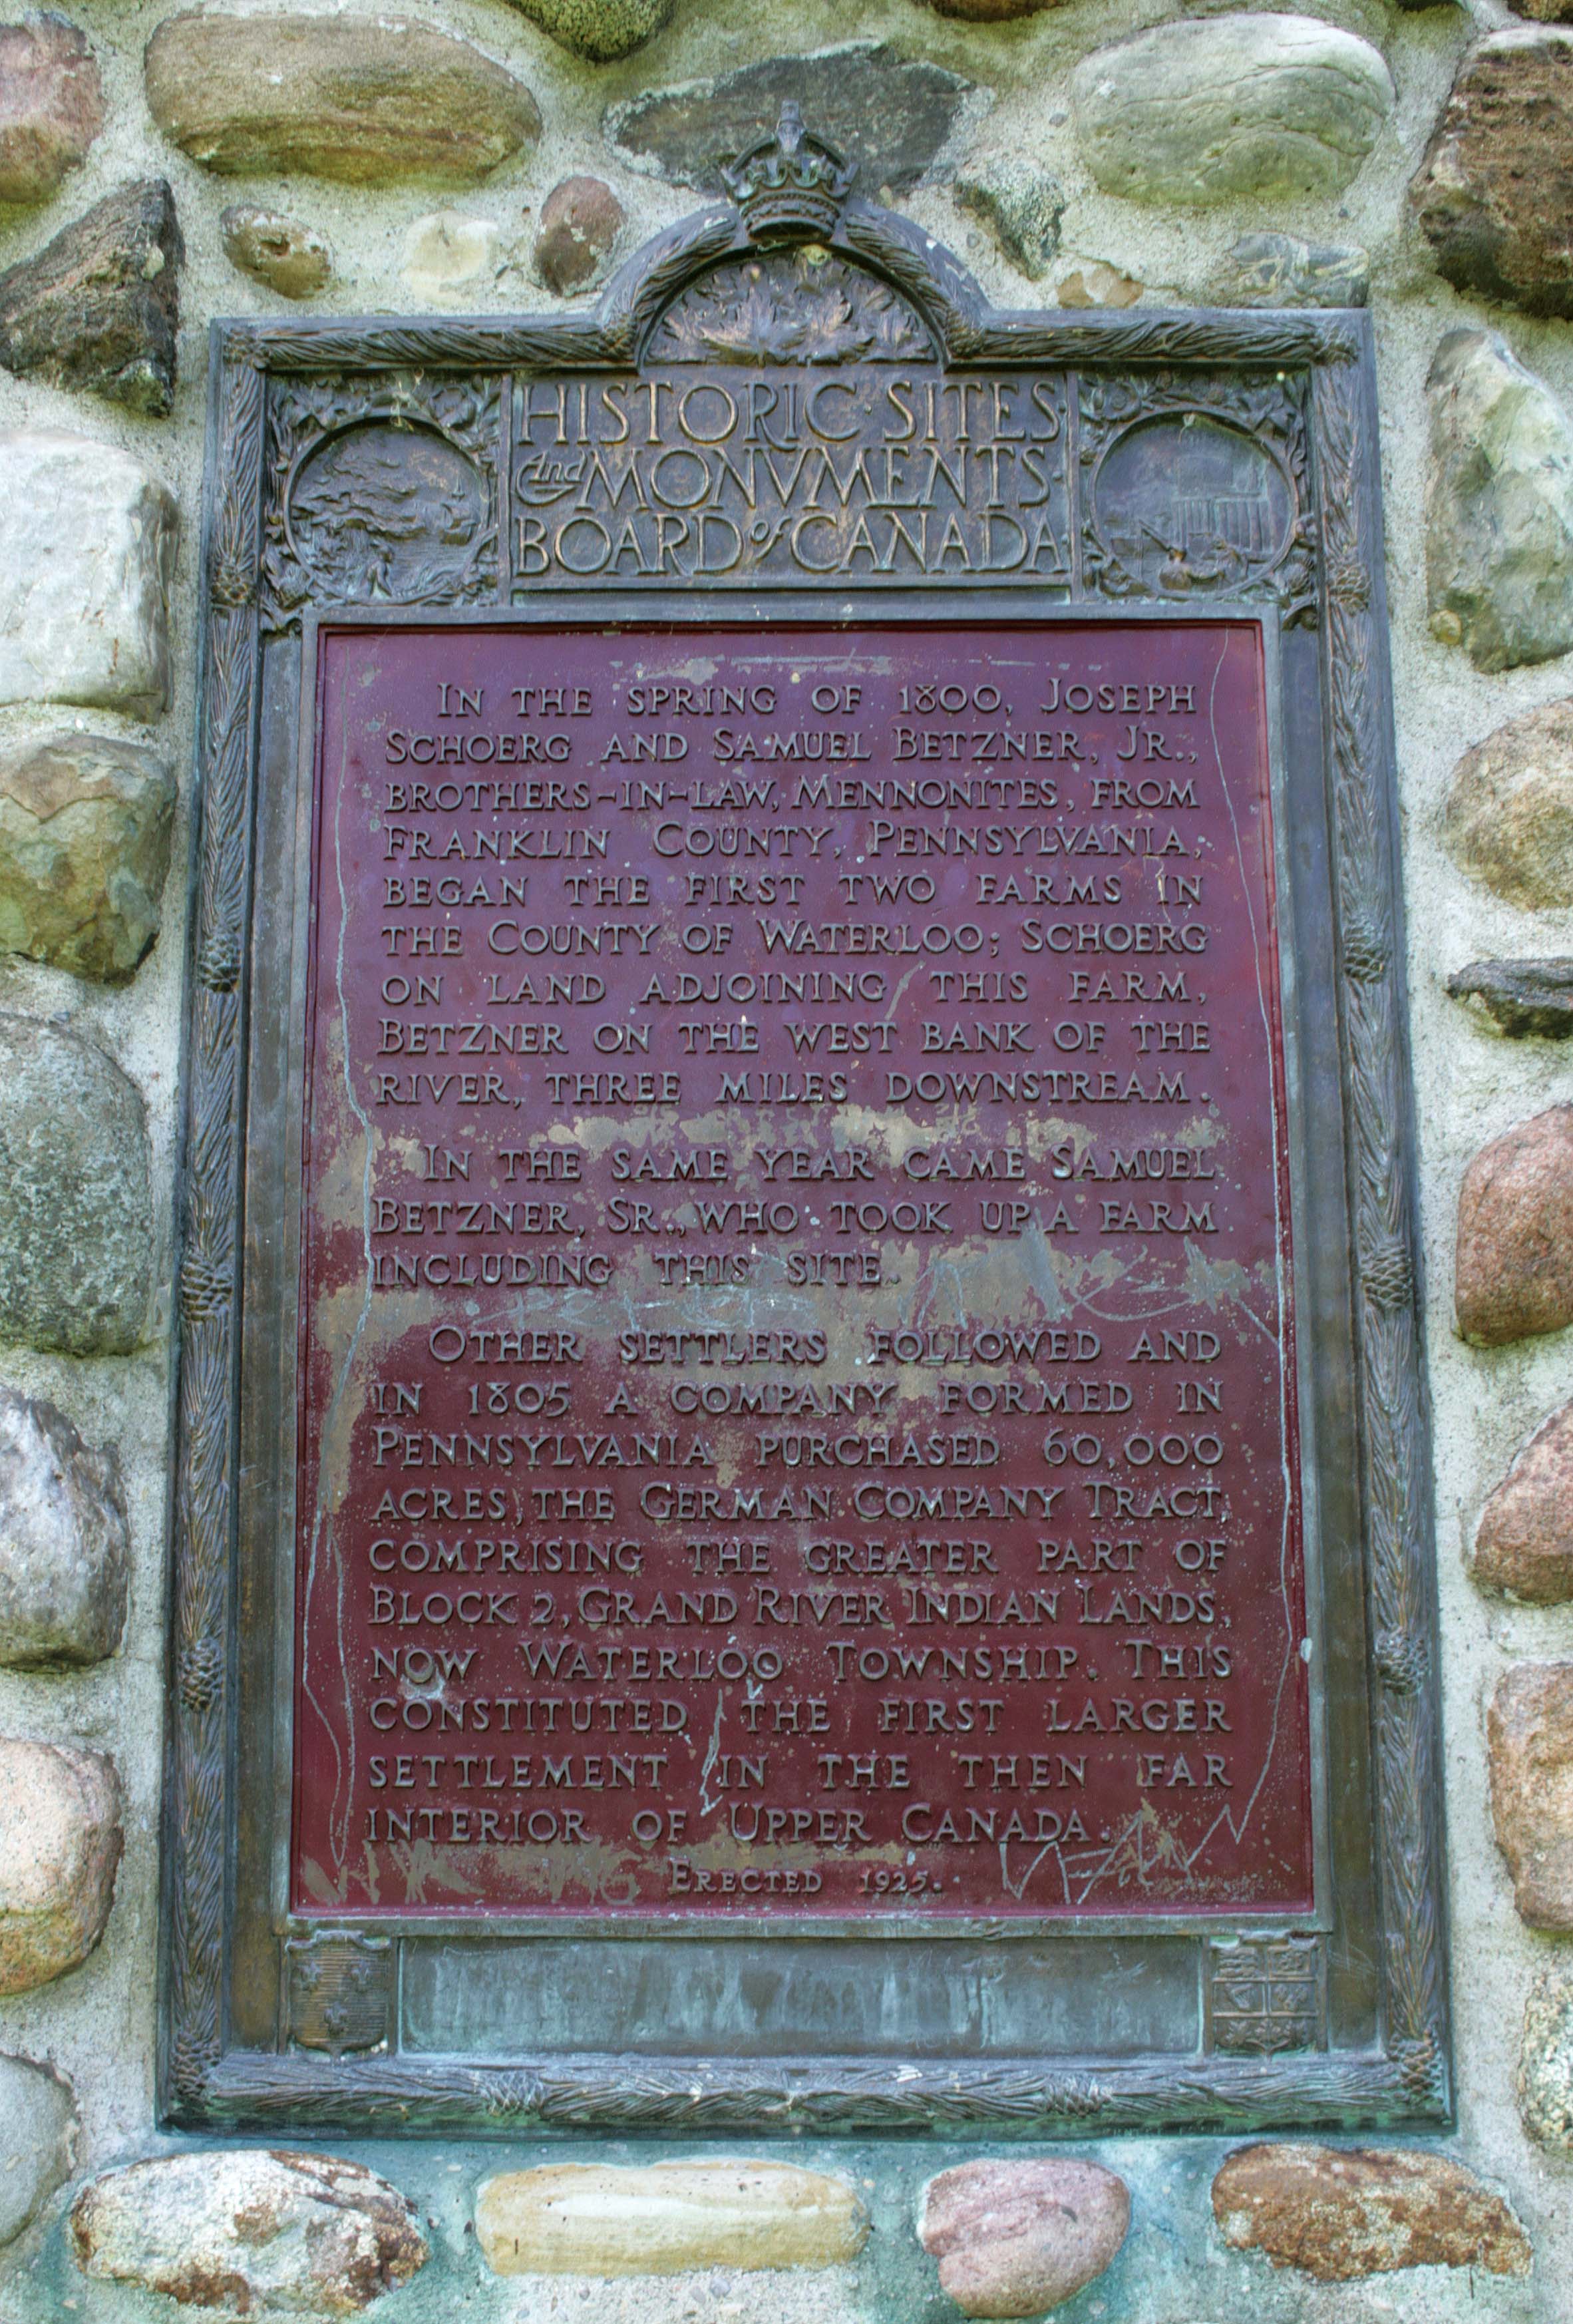 HISTORIC SITES
And MONVMENTS
BOARD of CANADA
IN THE SPRING OF 1800, JOSEPH
SCHOERG AND SAMUEL BETZNER, JR.,
BROTHERS-IN-LAW, MENNONITES, FROM
FRANKLIN COUNTY, PENNSYLVANIA,
BEGAN THE FIRST TWO FARMS IN
THE COUNTY OF WATERLOO; SCHOERG
ON LAND ADJOINING THIS FARM,
BETZNER ON THE WEST BANK OF THE
RIVER, THREE MILES DOWNSTREAM.
IN THE SAME YEAR CAME SAMUEL
BETZNER, SR., WHO TOOK UP A FARM
INCLUDING THIS SITE.
OTHER SETTLERS FOLLOWED AND
IN 1805 A COMPANY FORMED IN
PENNSYLVANIA PURCHASED 60,000
ACRES, THE GERMAN COMPANY TRACT,
COMPRISING THE GREATER PART OF
BLOCK 2, GRAND RIVER INDIAN LANDS,
NOW WATERLOO TOWNSHIP. THIS
CONSTITUTED THE FIRST LARGER
SETTLEMENT IN THE THEN FAR
INTERIOR OF UPPER CANADA.
ERECTED 1925.